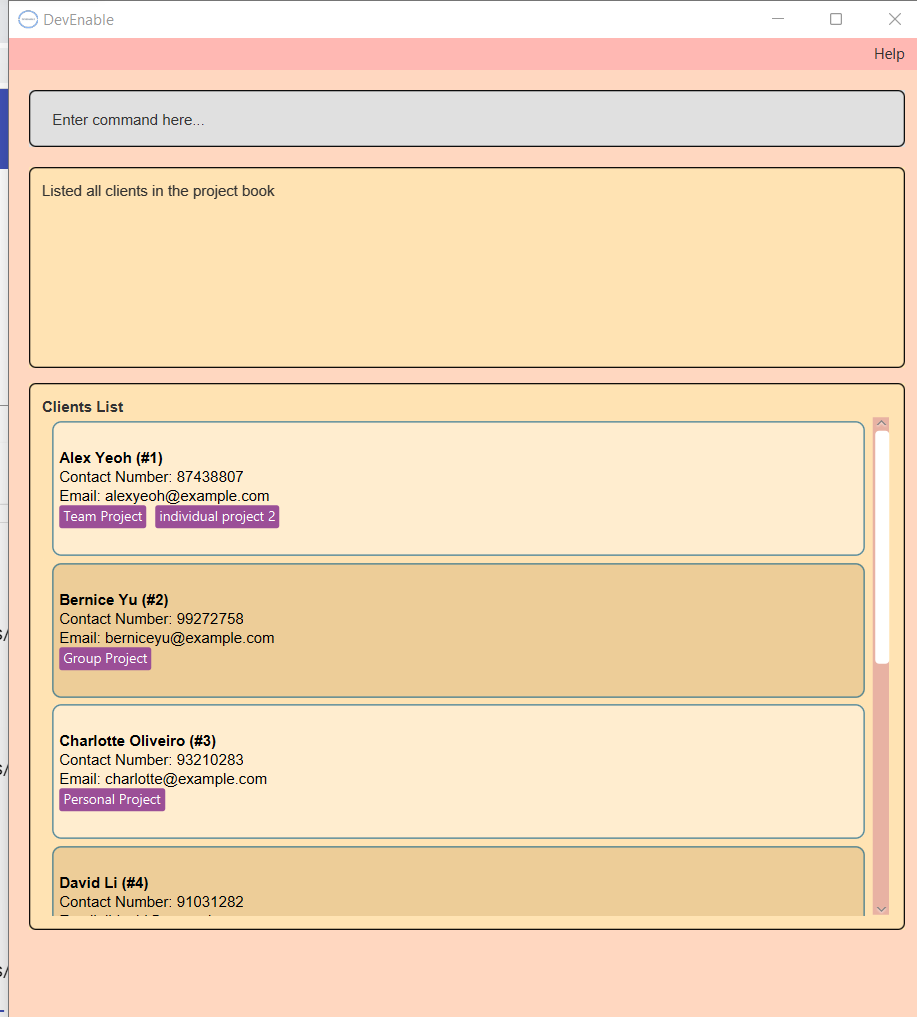 DevEnable
Help
Enter command here...
Listed all clients in the project book
Clients List
Alex Yeoh (#1)
Contact Number: 87438807
Email: alexyeoh@example.com
Team Project individual project 2
Bernice Yu (#2)
Contact Number: 99272758
Email: berniceyu@example.com
Group Project
Charlotte Oliveiro (#3)
Contact Number: 93210283
Email: charlotte@example.com
Personal Project
David Li (#4)
Contact Number: 91031282